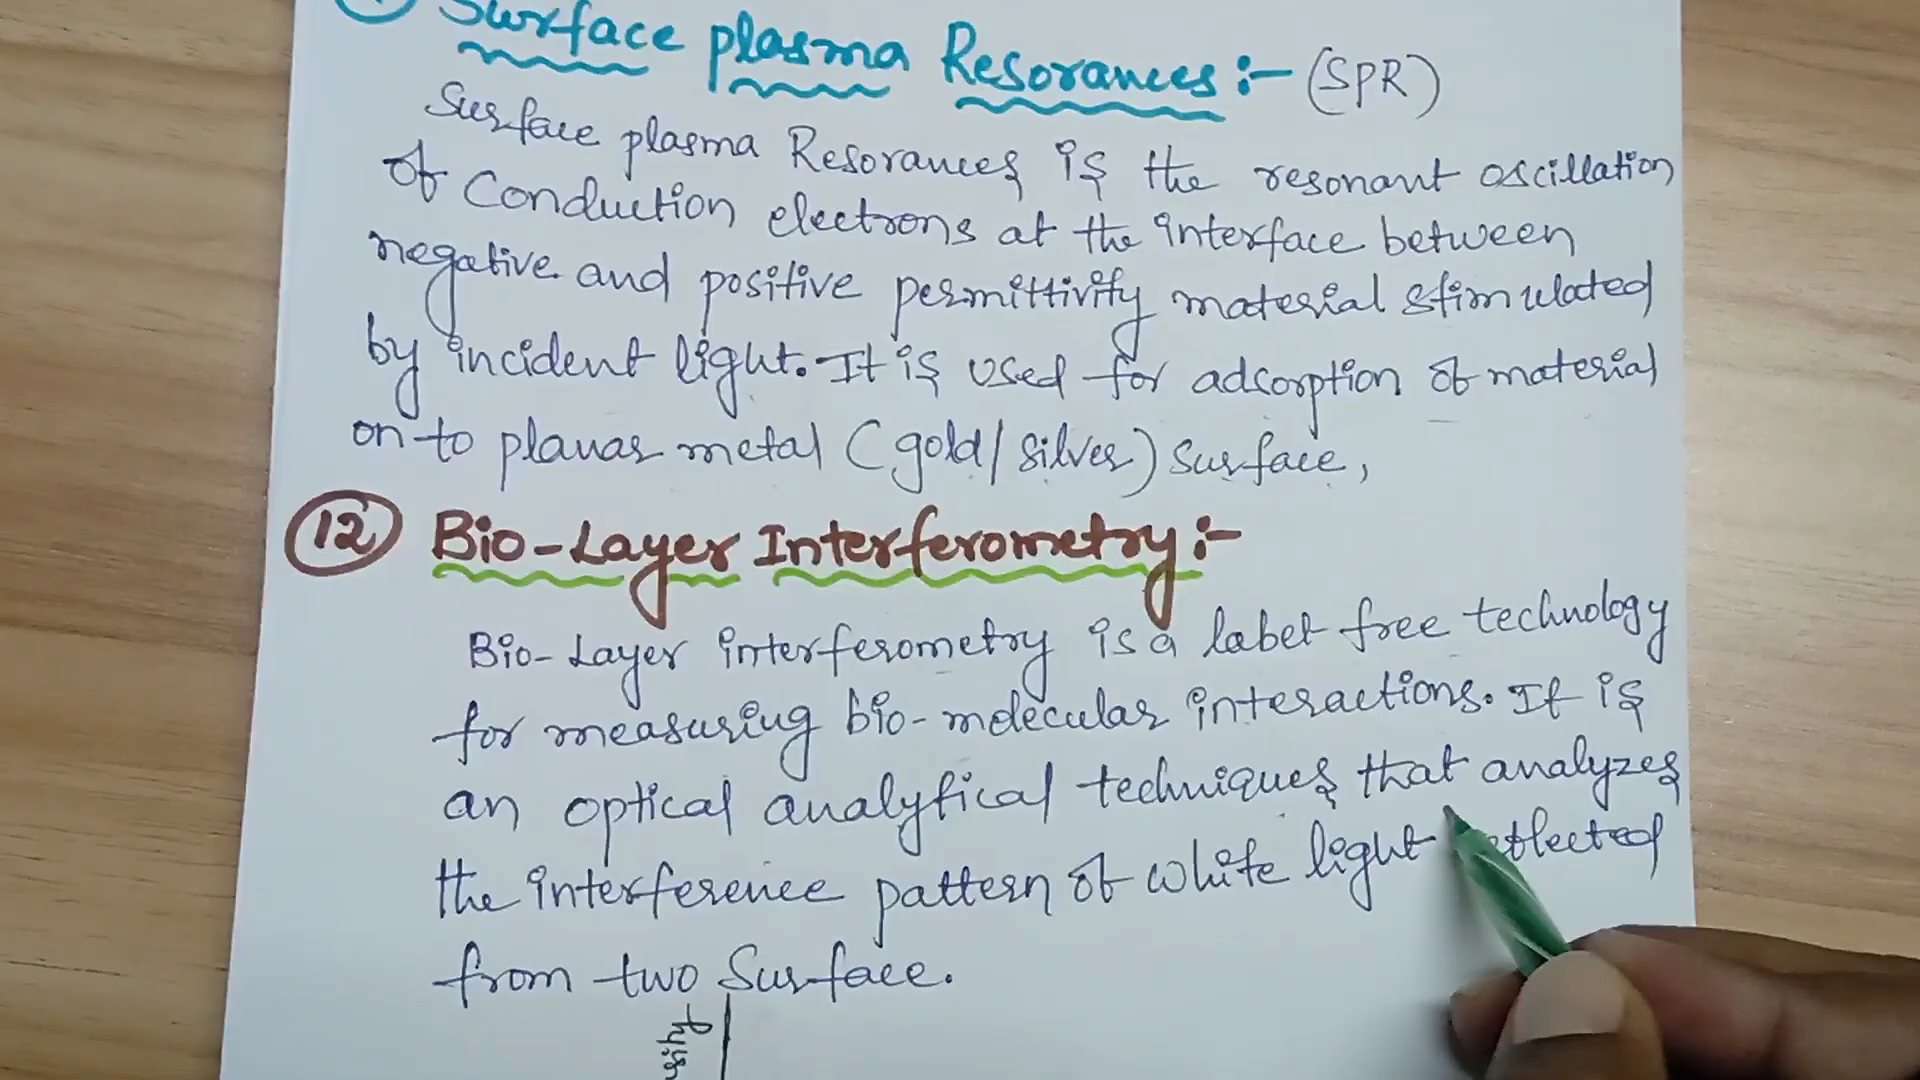 Surface plasma Resorances:- (SPR)
Surface plasma Resorances is the resonant oscillation
of Conduction electrons at the interface between
negative and positive permittivity material stimulated
by incident light. It is used for adsorption of material
on to planar metal (gold/silver) surface,
12 Bio-Layer Interferometry:-
Bio-Layer interferometry is a label free technology
for measuring bio-molecular interactions. It is
an optical analytical techniques that analyzes
the interference pattern of white light reflected
from two Surface.